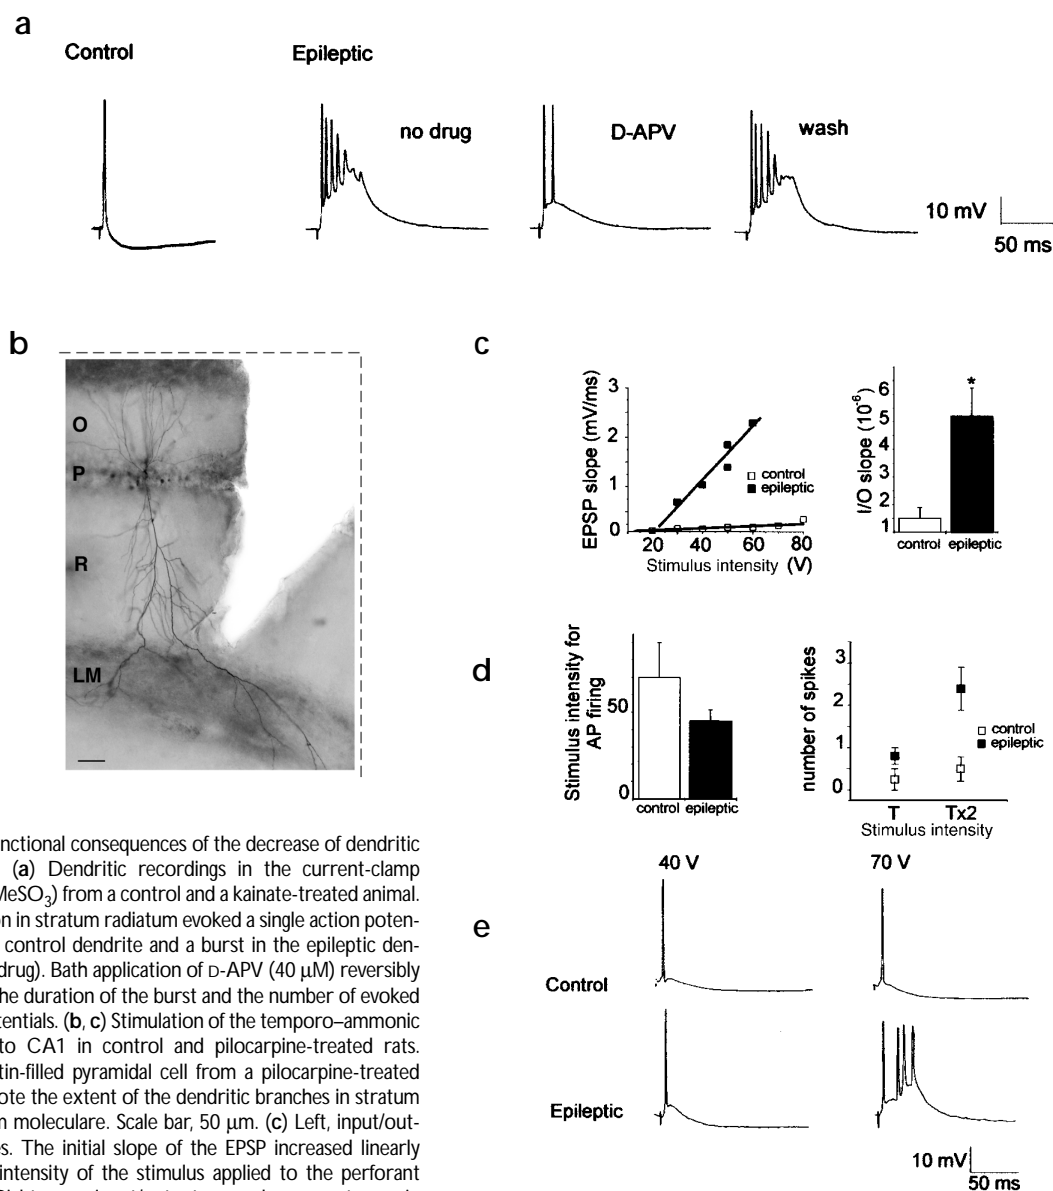 a
Control
Epileptic
no drug
D-APV
wash
10 mV
50 ms
b
O
P
R
LM
c
EPSP slope (mV/ms)
3
2
1
0
20 40 60 80
Stimulus intensity (V)
control
epileptic
I/O slope (10⁻⁶)
6
5
4
3
2
1
control epileptic
d
Stimulus intensity for
AP firing
50
0
control epileptic
number of spikes
3
2
1
0
T Tx2
Stimulus intensity
control
epileptic
e
40 V 70 V
Control
Epileptic
10 mV
50 ms
nctional consequences of the decrease of dendritic
(a) Dendritic recordings in the current-clamp
MeSO₃) from a control and a kainate-treated animal.
on in stratum radiatum evoked a single action poten-
control dendrite and a burst in the epileptic den-
drug). Bath application of D-APV (40 μM) reversibly
he duration of the burst and the number of evoked
tentials. (b, c) Stimulation of the temporo–ammonic
to CA1 in control and pilocarpine-treated rats.
tin-filled pyramidal cell from a pilocarpine-treated
ote the extent of the dendritic branches in stratum
n moleculare. Scale bar, 50 μm. (c) Left, input/out-
es. The initial slope of the EPSP increased linearly
intensity of the stimulus applied to the perforant